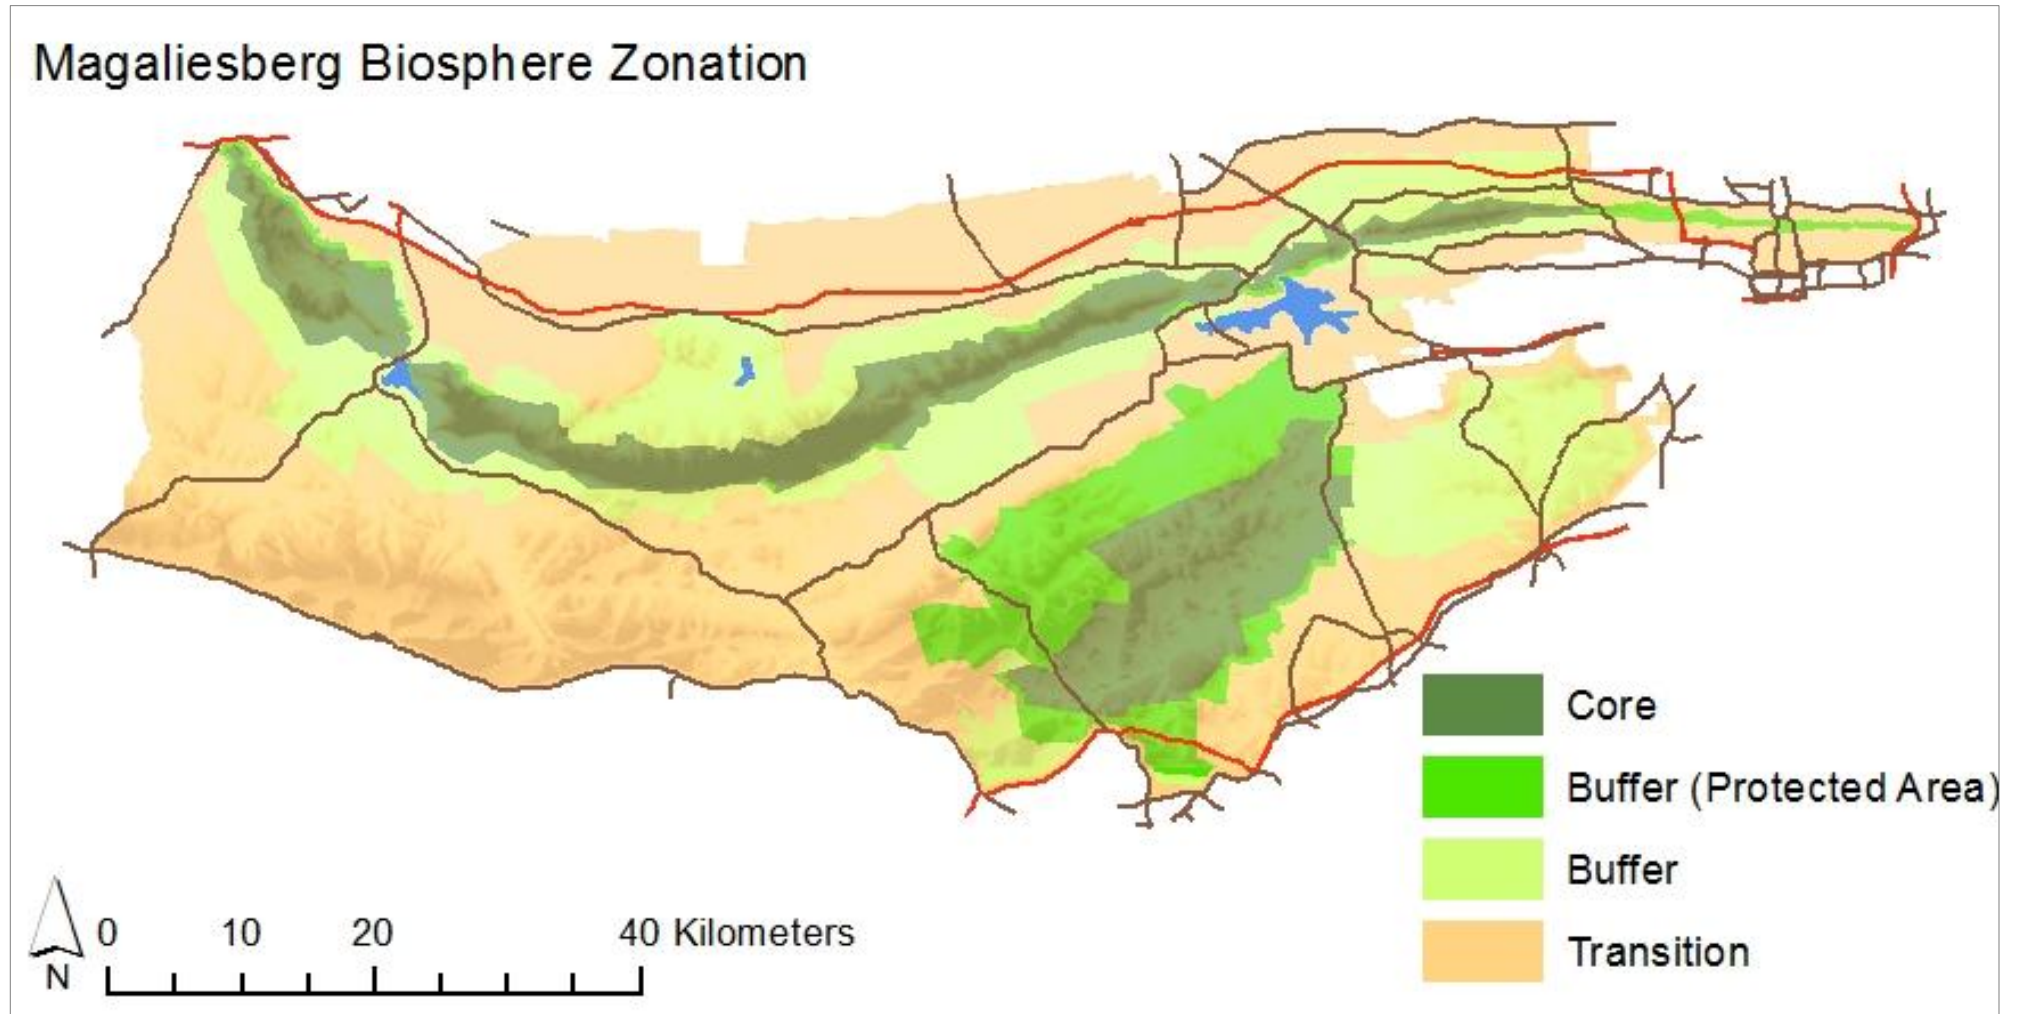 Magaliesberg Biosphere Zonation
Core
Buffer (Protected Area)
Buffer
Transition
N
0 10 20 40 Kilometers